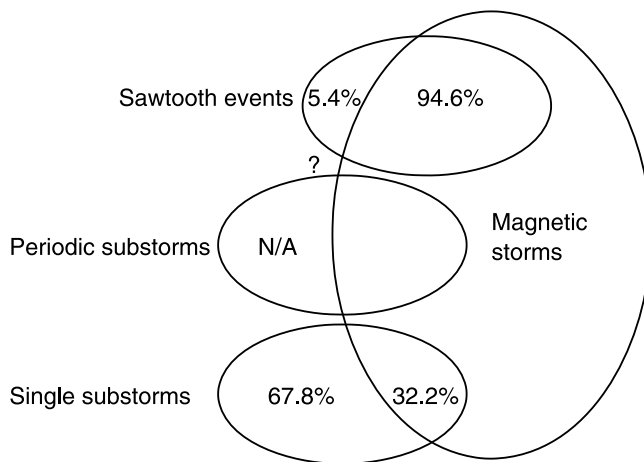 Sawtooth events 5.4% 94.6%
?
Periodic substorms N/A
Magnetic
storms
Single substorms 67.8% 32.2%